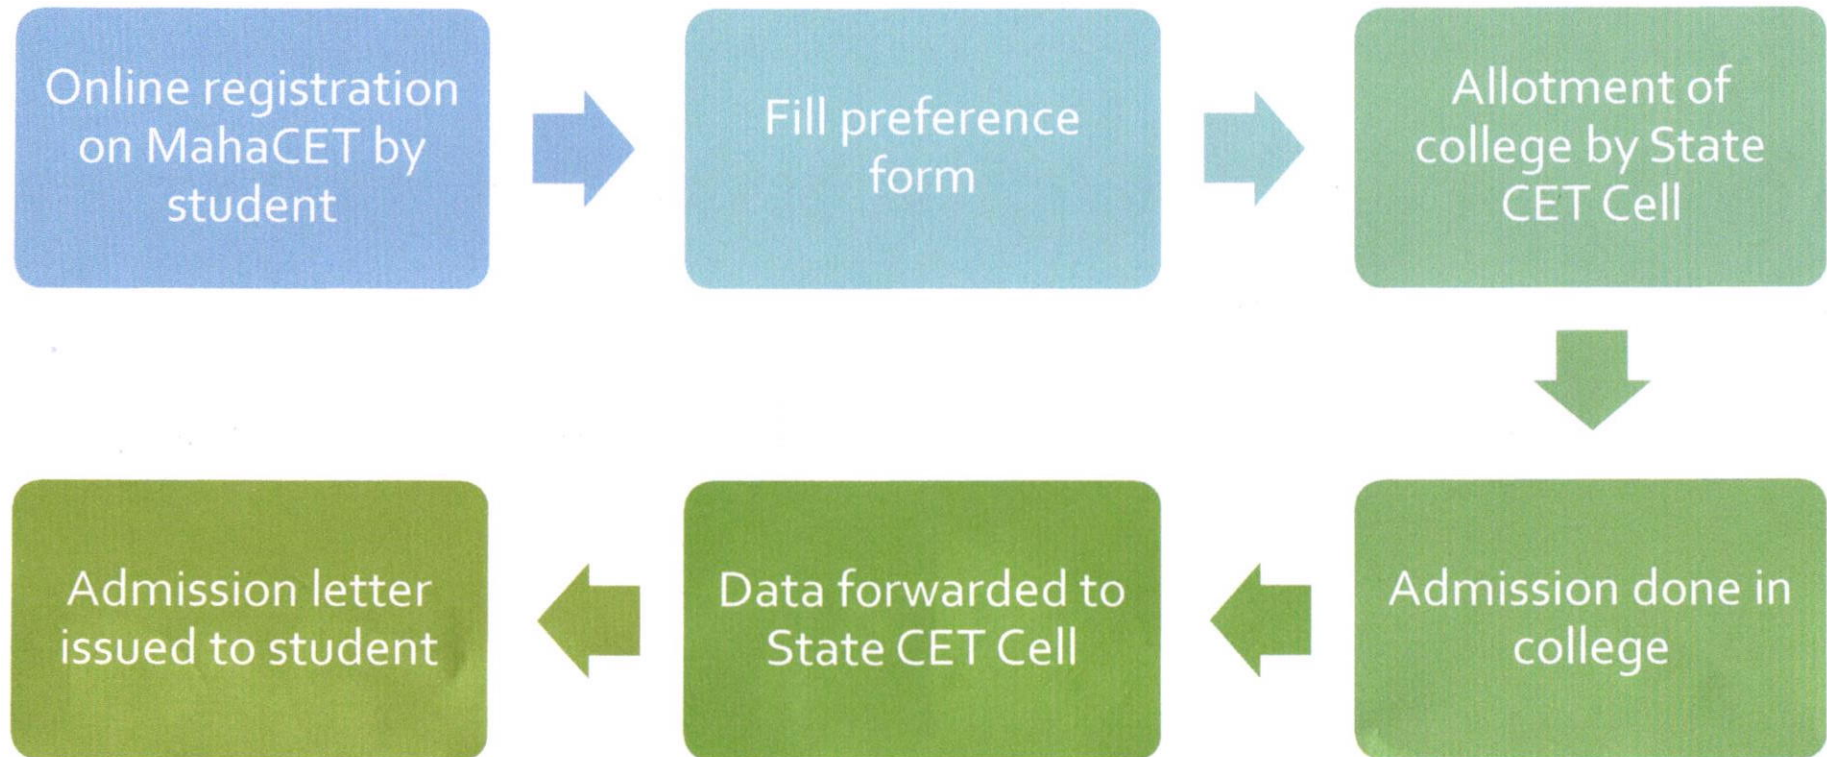 Online registration
on MahaCET by
student
Fill preference
form
Allotment of
college by State
CET Cell
Admission done in
college
Data forwarded to
State CET Cell
Admission letter
issued to student